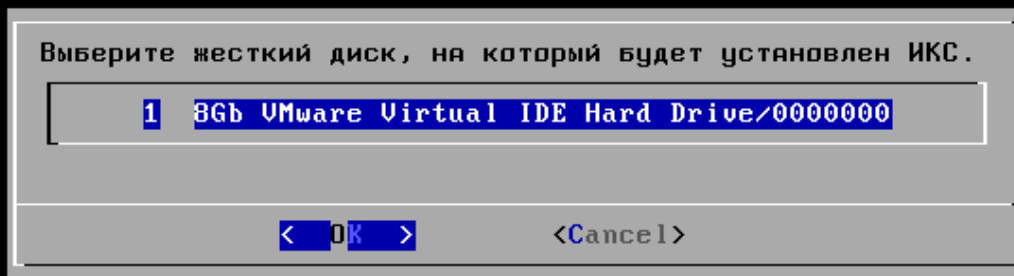 Выберите жесткий диск, на который будет установлен ИКС.
1 8Gb VMware Virtual IDE Hard Drive/0000000
< OK > <Cancel>